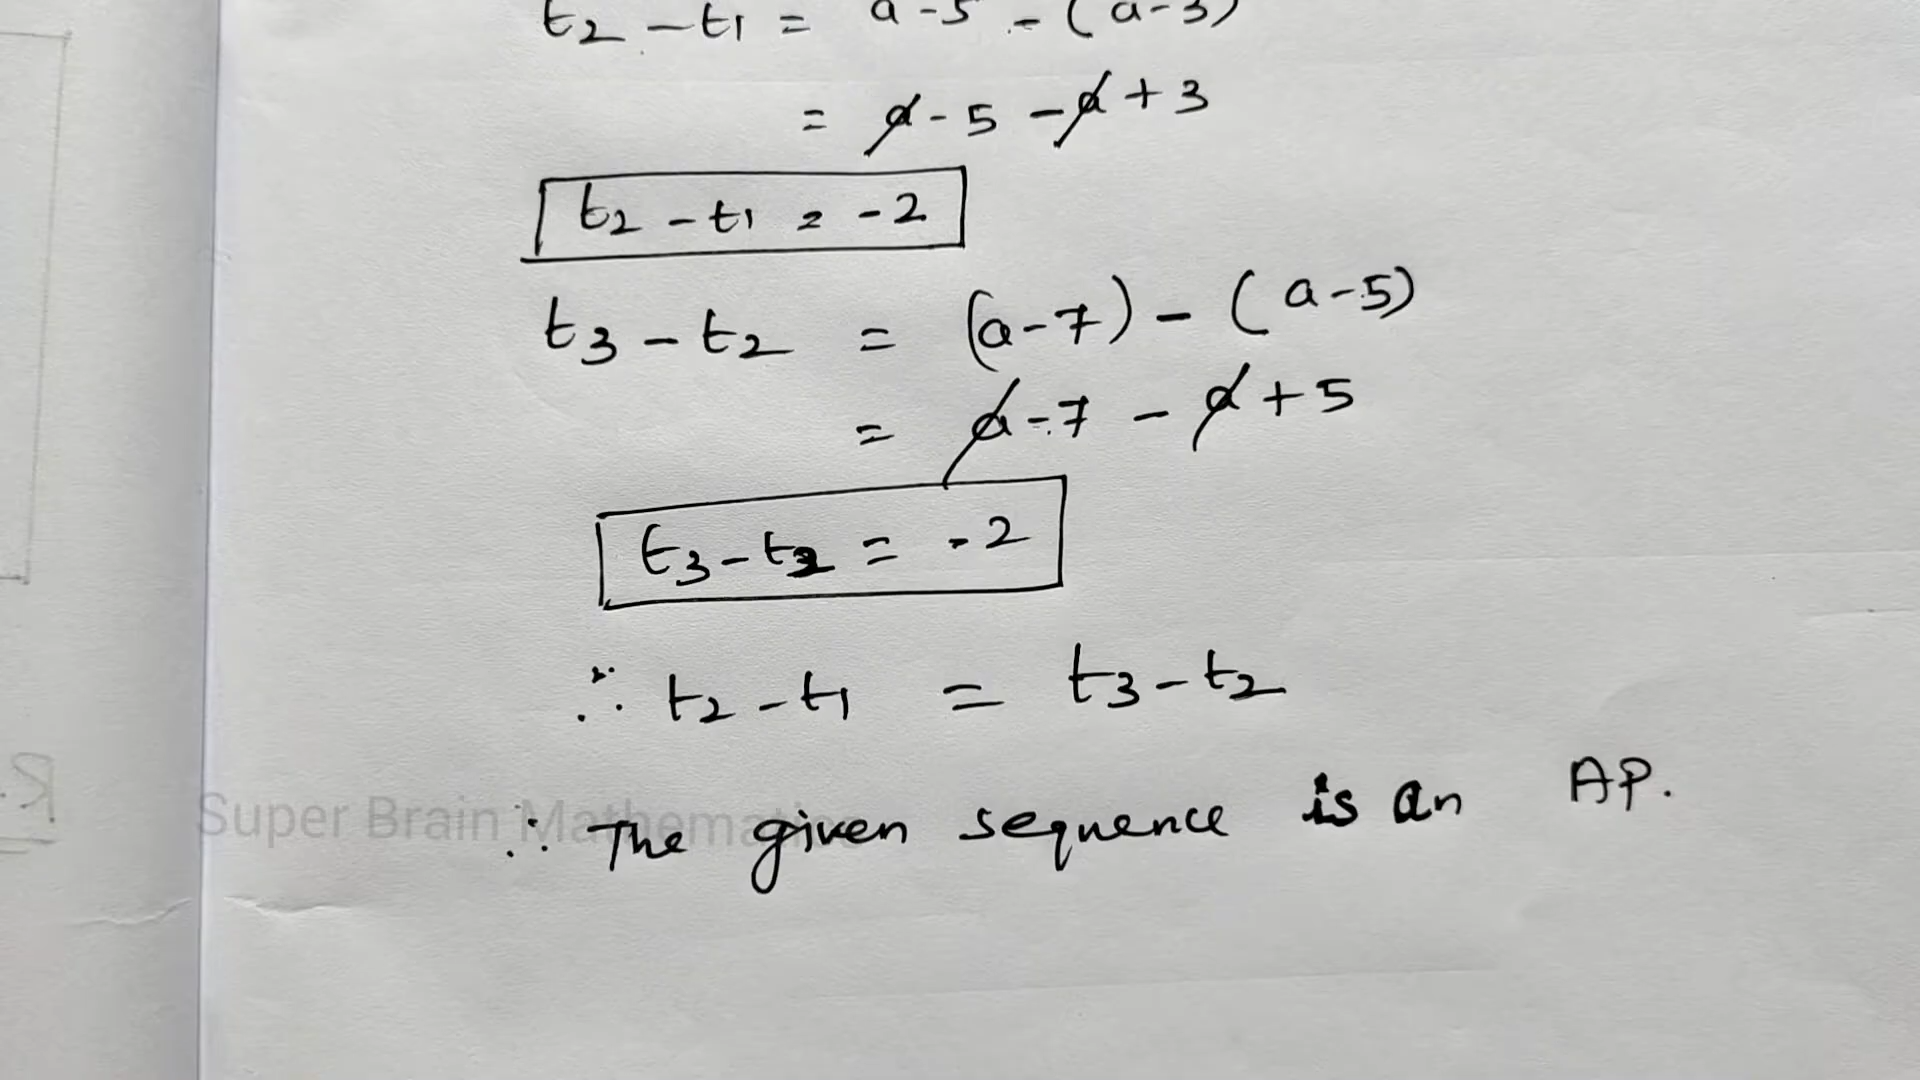 t2 - t1 = a - 5 - (a-3)
= a - 5 - a + 3
t2 - t1 = -2
t3 - t2 = (a-7) - (a-5)
= a - 7 - a + 5
t3 - t2 = -2
∴ t2 - t1 = t3 - t2
∴ The given sequence is an AP.
Super Brain Mathematics